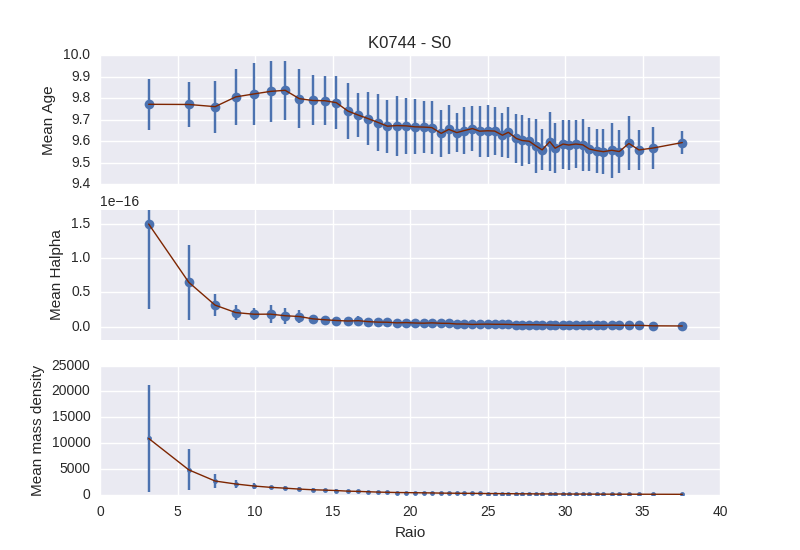 K0744 - S0
10.0
9.9
9.8
9.7
9.6
9.5
9.4
Mean Age
1e−16
1.5
1.0
0.5
0.0
Mean Halpha
25000
20000
15000
10000
5000
0
Mean mass density
0 5 10 15 20 25 30 35 40
Raio